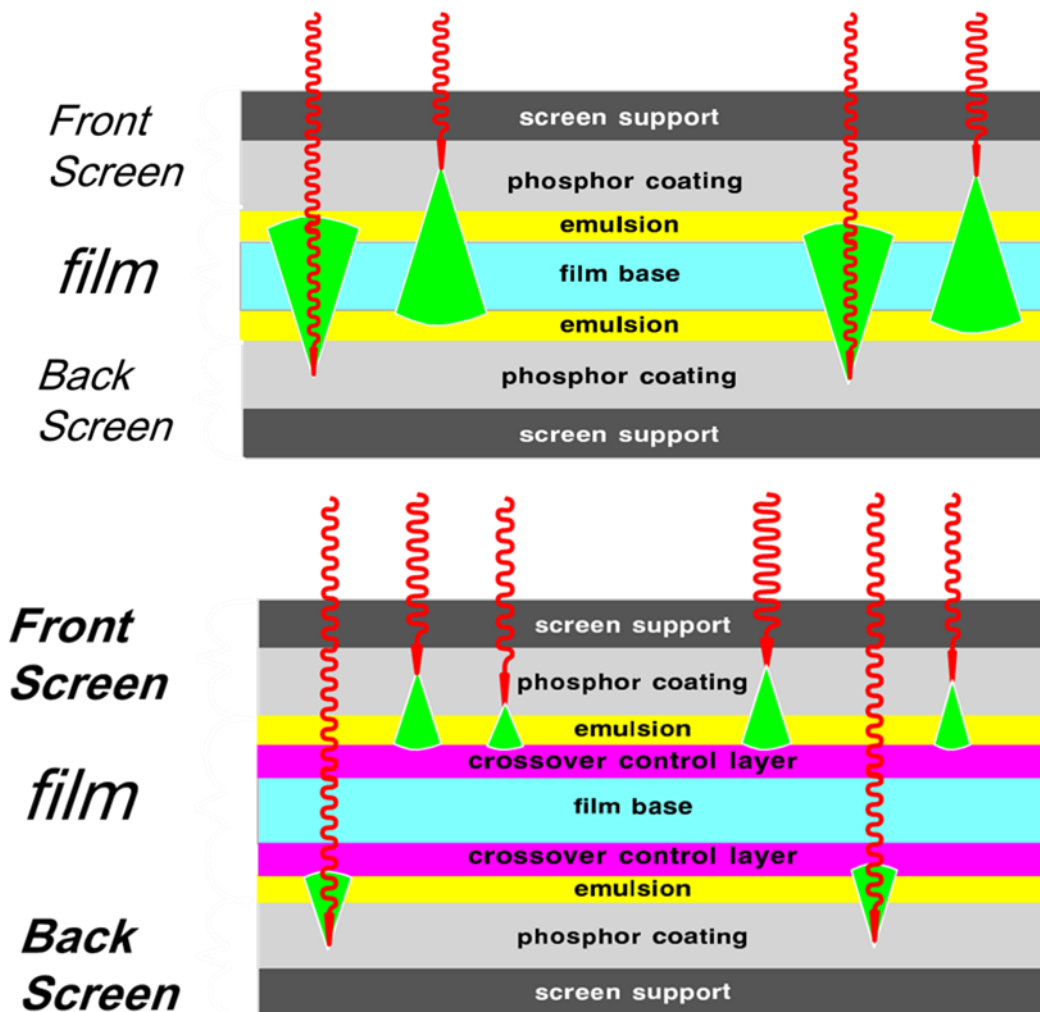 Front
Screen
film
Back
Screen
screen support
phosphor coating
emulsion
film base
emulsion
phosphor coating
screen support
Front
Screen
film
Back
Screen
screen support
phosphor coating
emulsion
crossover control layer
film base
crossover control layer
emulsion
phosphor coating
screen support